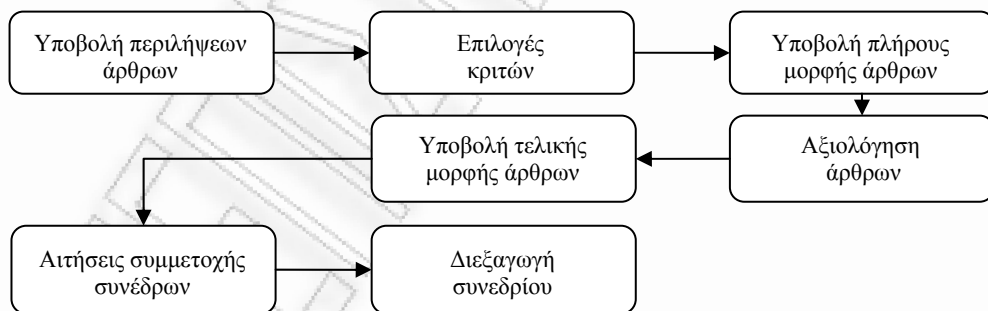 Υποβολή περιλήψεων
άρθρων
Επιλογές
κριτών
Υποβολή πλήρους
μορφής άρθρων
Αξιολόγηση
άρθρων
Υποβολή τελικής
μορφής άρθρων
Αιτήσεις συμμετοχής
συνέδρων
Διεξαγωγή
συνεδρίου